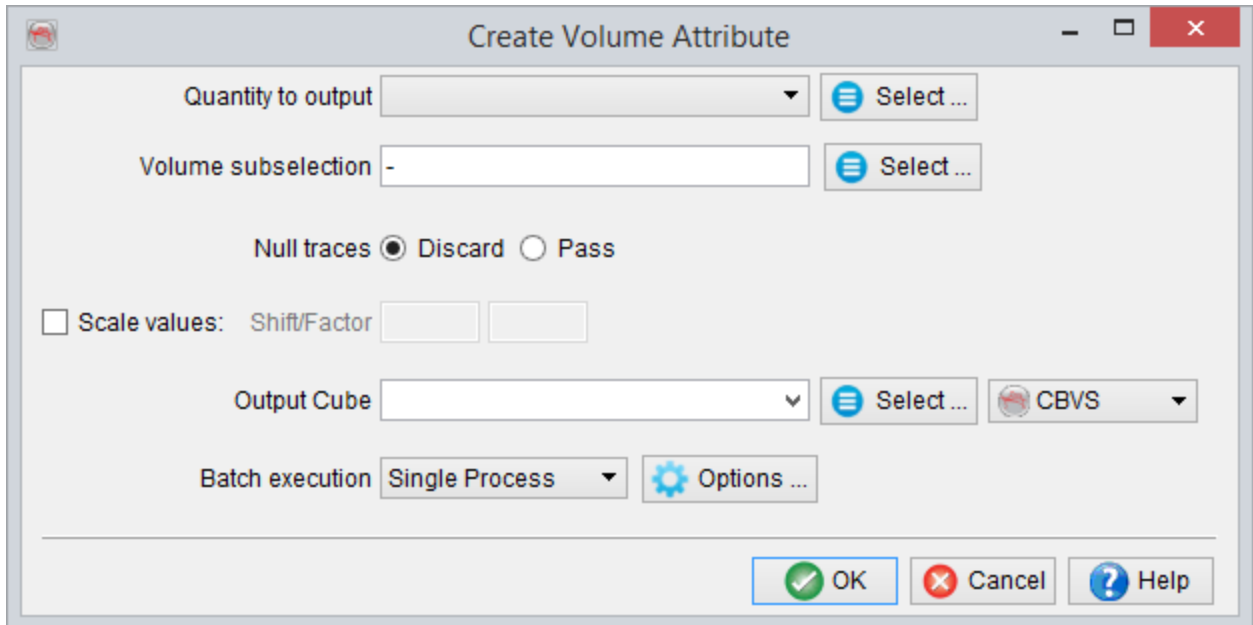 Create Volume Attribute
Quantity to output Select ...
Volume subselection - Select ...
Null traces Discard Pass
Scale values: Shift/Factor
Output Cube Select ... CBVS
Batch execution Single Process Options ...
OK Cancel Help